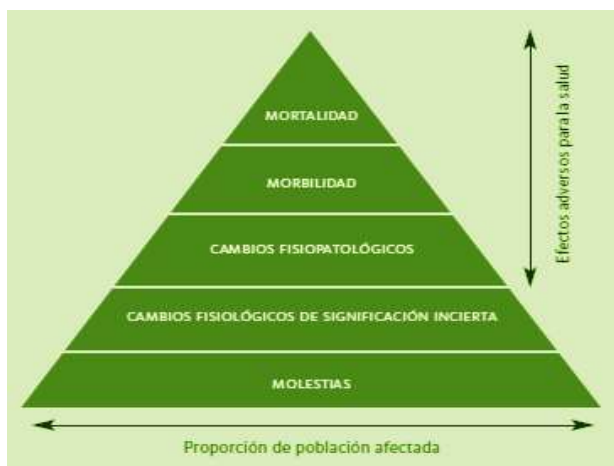 MORTALIDAD
MORBILIDAD
CAMBIOS FISIOPATOLÓGICOS
CAMBIOS FISIOLÓGICOS DE SIGNIFICACIÓN INCIERTA
MOLESTIAS
Efectos adversos para la salud
Proporción de población afectada